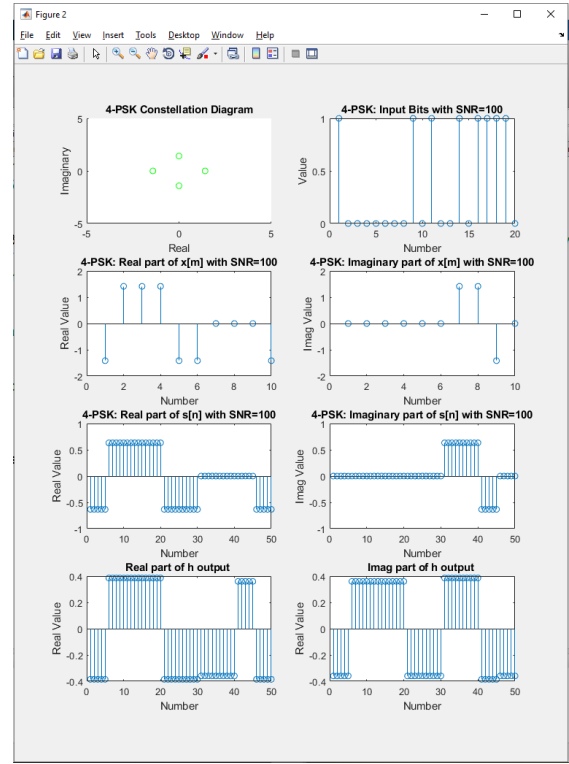 Figure 2
File Edit View Insert Tools Desktop Window Help
4-PSK Constellation Diagram
5
0
-5
-5 0 5
Imaginary
Real
4-PSK: Input Bits with SNR=100
1
0.5
0
0 5 10 15 20
Value
Number
4-PSK: Real part of x[m] with SNR=100
2
1
0
-1
-2
0 2 4 6 8 10
Real Value
Number
4-PSK: Imaginary part of x[m] with SNR=100
2
1
0
-1
-2
0 2 4 6 8 10
Imag Value
Number
4-PSK: Real part of s[n] with SNR=100
1
0.5
0
-0.5
-1
0 10 20 30 40 50
Real Value
Number
4-PSK: Imaginary part of s[n] with SNR=100
1
0.5
0
-0.5
-1
0 10 20 30 40 50
Imag Value
Number
Real part of h output
0.4
0.2
0
-0.2
-0.4
0 10 20 30 40 50
Real Value
Number
Imag part of h output
0.4
0.2
0
-0.2
-0.4
0 10 20 30 40 50
Real Value
Number